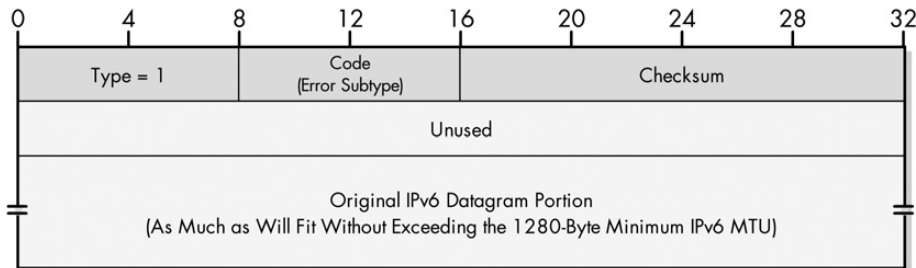 0 4 8 12 16 20 24 28 32
Type = 1
Code
(Error Subtype)
Checksum
Unused
Original IPv6 Datagram Portion
(As Much as Will Fit Without Exceeding the 1280-Byte Minimum IPv6 MTU)